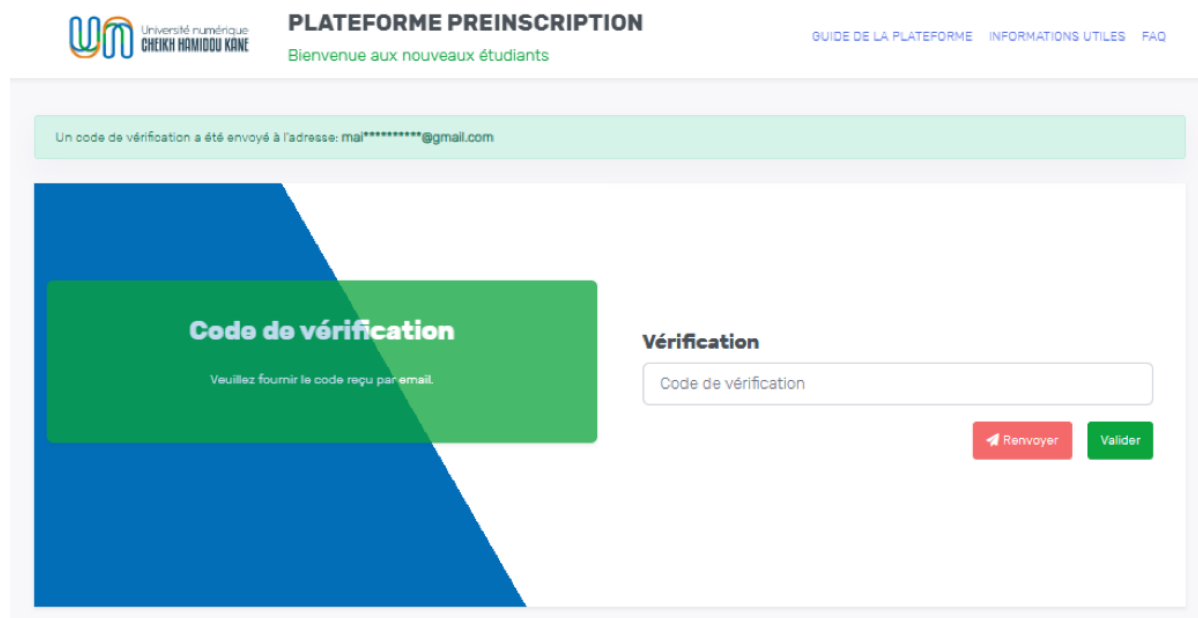 Université numérique
CHEIKH HAMIDOU KANE
PLATEFORME PREINSCRIPTION
Bienvenue aux nouveaux étudiants
GUIDE DE LA PLATEFORME INFORMATIONS UTILES FAQ
Un code de vérification a été envoyé à l'adresse: mai**********@gmail.com
Code de vérification
Veuillez fournir le code reçu par email.
Vérification
Code de vérification
Renvoyer Valider